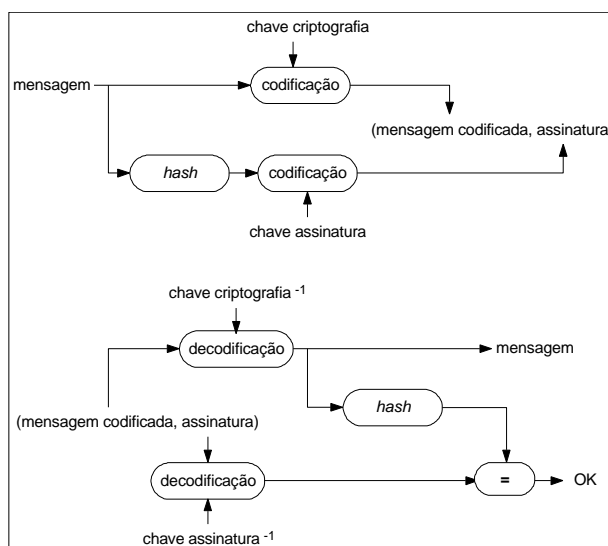 chave criptografia
mensagem
codificação
(mensagem codificada, assinatura
hash
codificação
chave assinatura
chave criptografia -1
decodificação
mensagem
hash
(mensagem codificada, assinatura)
decodificação
=
OK
chave assinatura -1